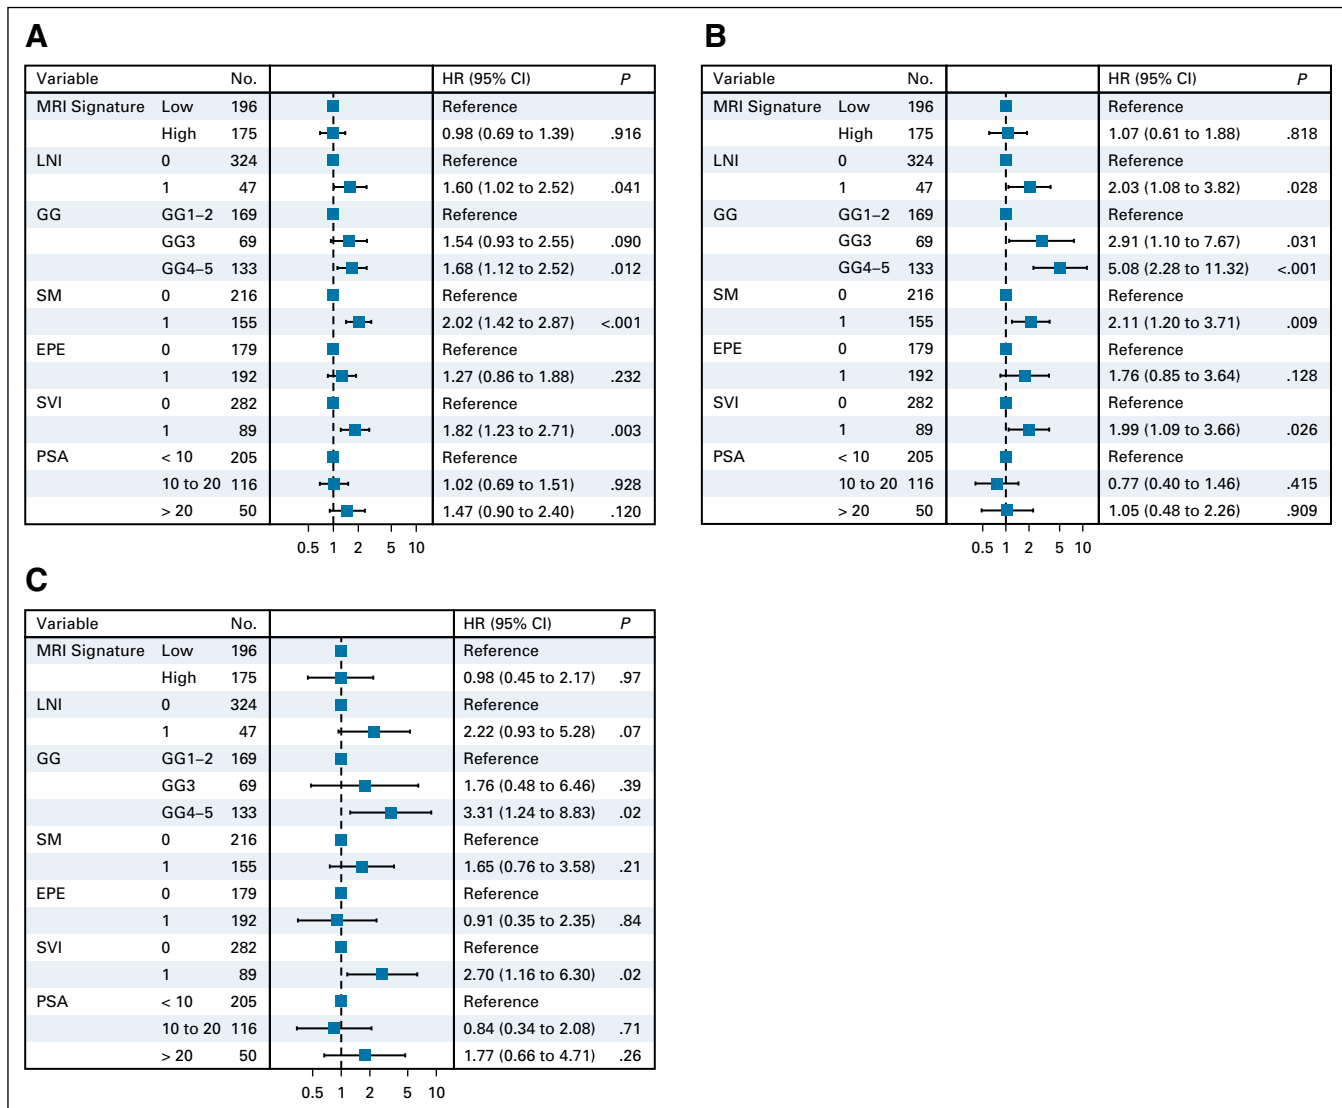 A
Variable No. HR (95% CI) P
MRI Signature Low 196 Reference
High 175 0.98 (0.69 to 1.39) .916
LNI 0 324 Reference
1 47 1.60 (1.02 to 2.52) .041
GG GG1–2 169 Reference
GG3 69 1.54 (0.93 to 2.55) .090
GG4–5 133 1.68 (1.12 to 2.52) .012
SM 0 216 Reference
1 155 2.02 (1.42 to 2.87) <.001
EPE 0 179 Reference
1 192 1.27 (0.86 to 1.88) .232
SVI 0 282 Reference
1 89 1.82 (1.23 to 2.71) .003
PSA < 10 205 Reference
10 to 20 116 1.02 (0.69 to 1.51) .928
> 20 50 1.47 (0.90 to 2.40) .120
0.5 1 2 5 10
B
Variable No. HR (95% CI) P
MRI Signature Low 196 Reference
High 175 1.07 (0.61 to 1.88) .818
LNI 0 324 Reference
1 47 2.03 (1.08 to 3.82) .028
GG GG1–2 169 Reference
GG3 69 2.91 (1.10 to 7.67) .031
GG4–5 133 5.08 (2.28 to 11.32) <.001
SM 0 216 Reference
1 155 2.11 (1.20 to 3.71) .009
EPE 0 179 Reference
1 192 1.76 (0.85 to 3.64) .128
SVI 0 282 Reference
1 89 1.99 (1.09 to 3.66) .026
PSA < 10 205 Reference
10 to 20 116 0.77 (0.40 to 1.46) .415
> 20 50 1.05 (0.48 to 2.26) .909
0.5 1 2 5 10
C
Variable No. HR (95% CI) P
MRI Signature Low 196 Reference
High 175 0.98 (0.45 to 2.17) .97
LNI 0 324 Reference
1 47 2.22 (0.93 to 5.28) .07
GG GG1–2 169 Reference
GG3 69 1.76 (0.48 to 6.46) .39
GG4–5 133 3.31 (1.24 to 8.83) .02
SM 0 216 Reference
1 155 1.65 (0.76 to 3.58) .21
EPE 0 179 Reference
1 192 0.91 (0.35 to 2.35) .84
SVI 0 282 Reference
1 89 2.70 (1.16 to 6.30) .02
PSA < 10 205 Reference
10 to 20 116 0.84 (0.34 to 2.08) .71
> 20 50 1.77 (0.66 to 4.71) .26
0.5 1 2 5 10